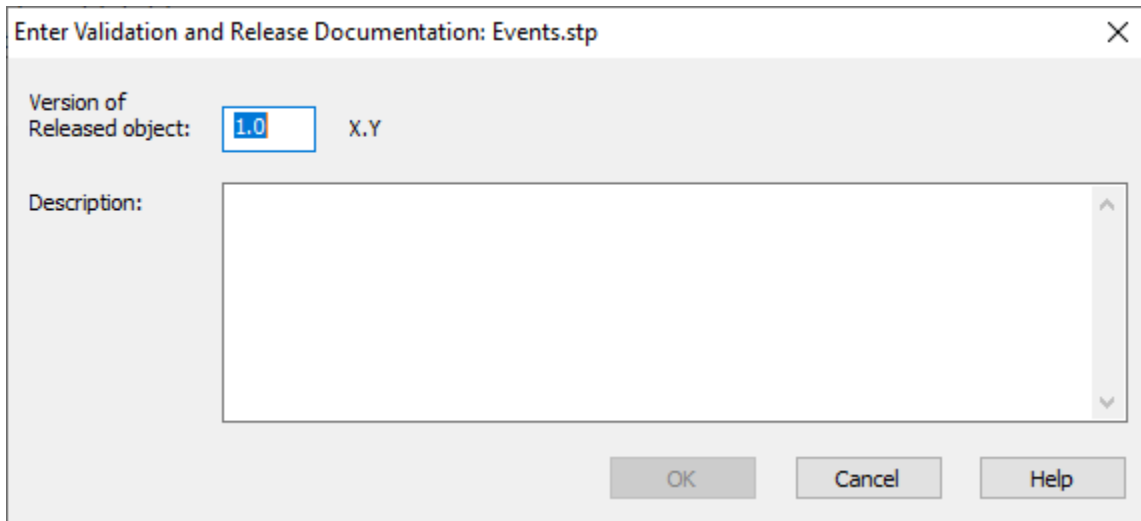 Enter Validation and Release Documentation: Events.stp
Version of
Released object:
1.0
X.Y
Description:
OK
Cancel
Help